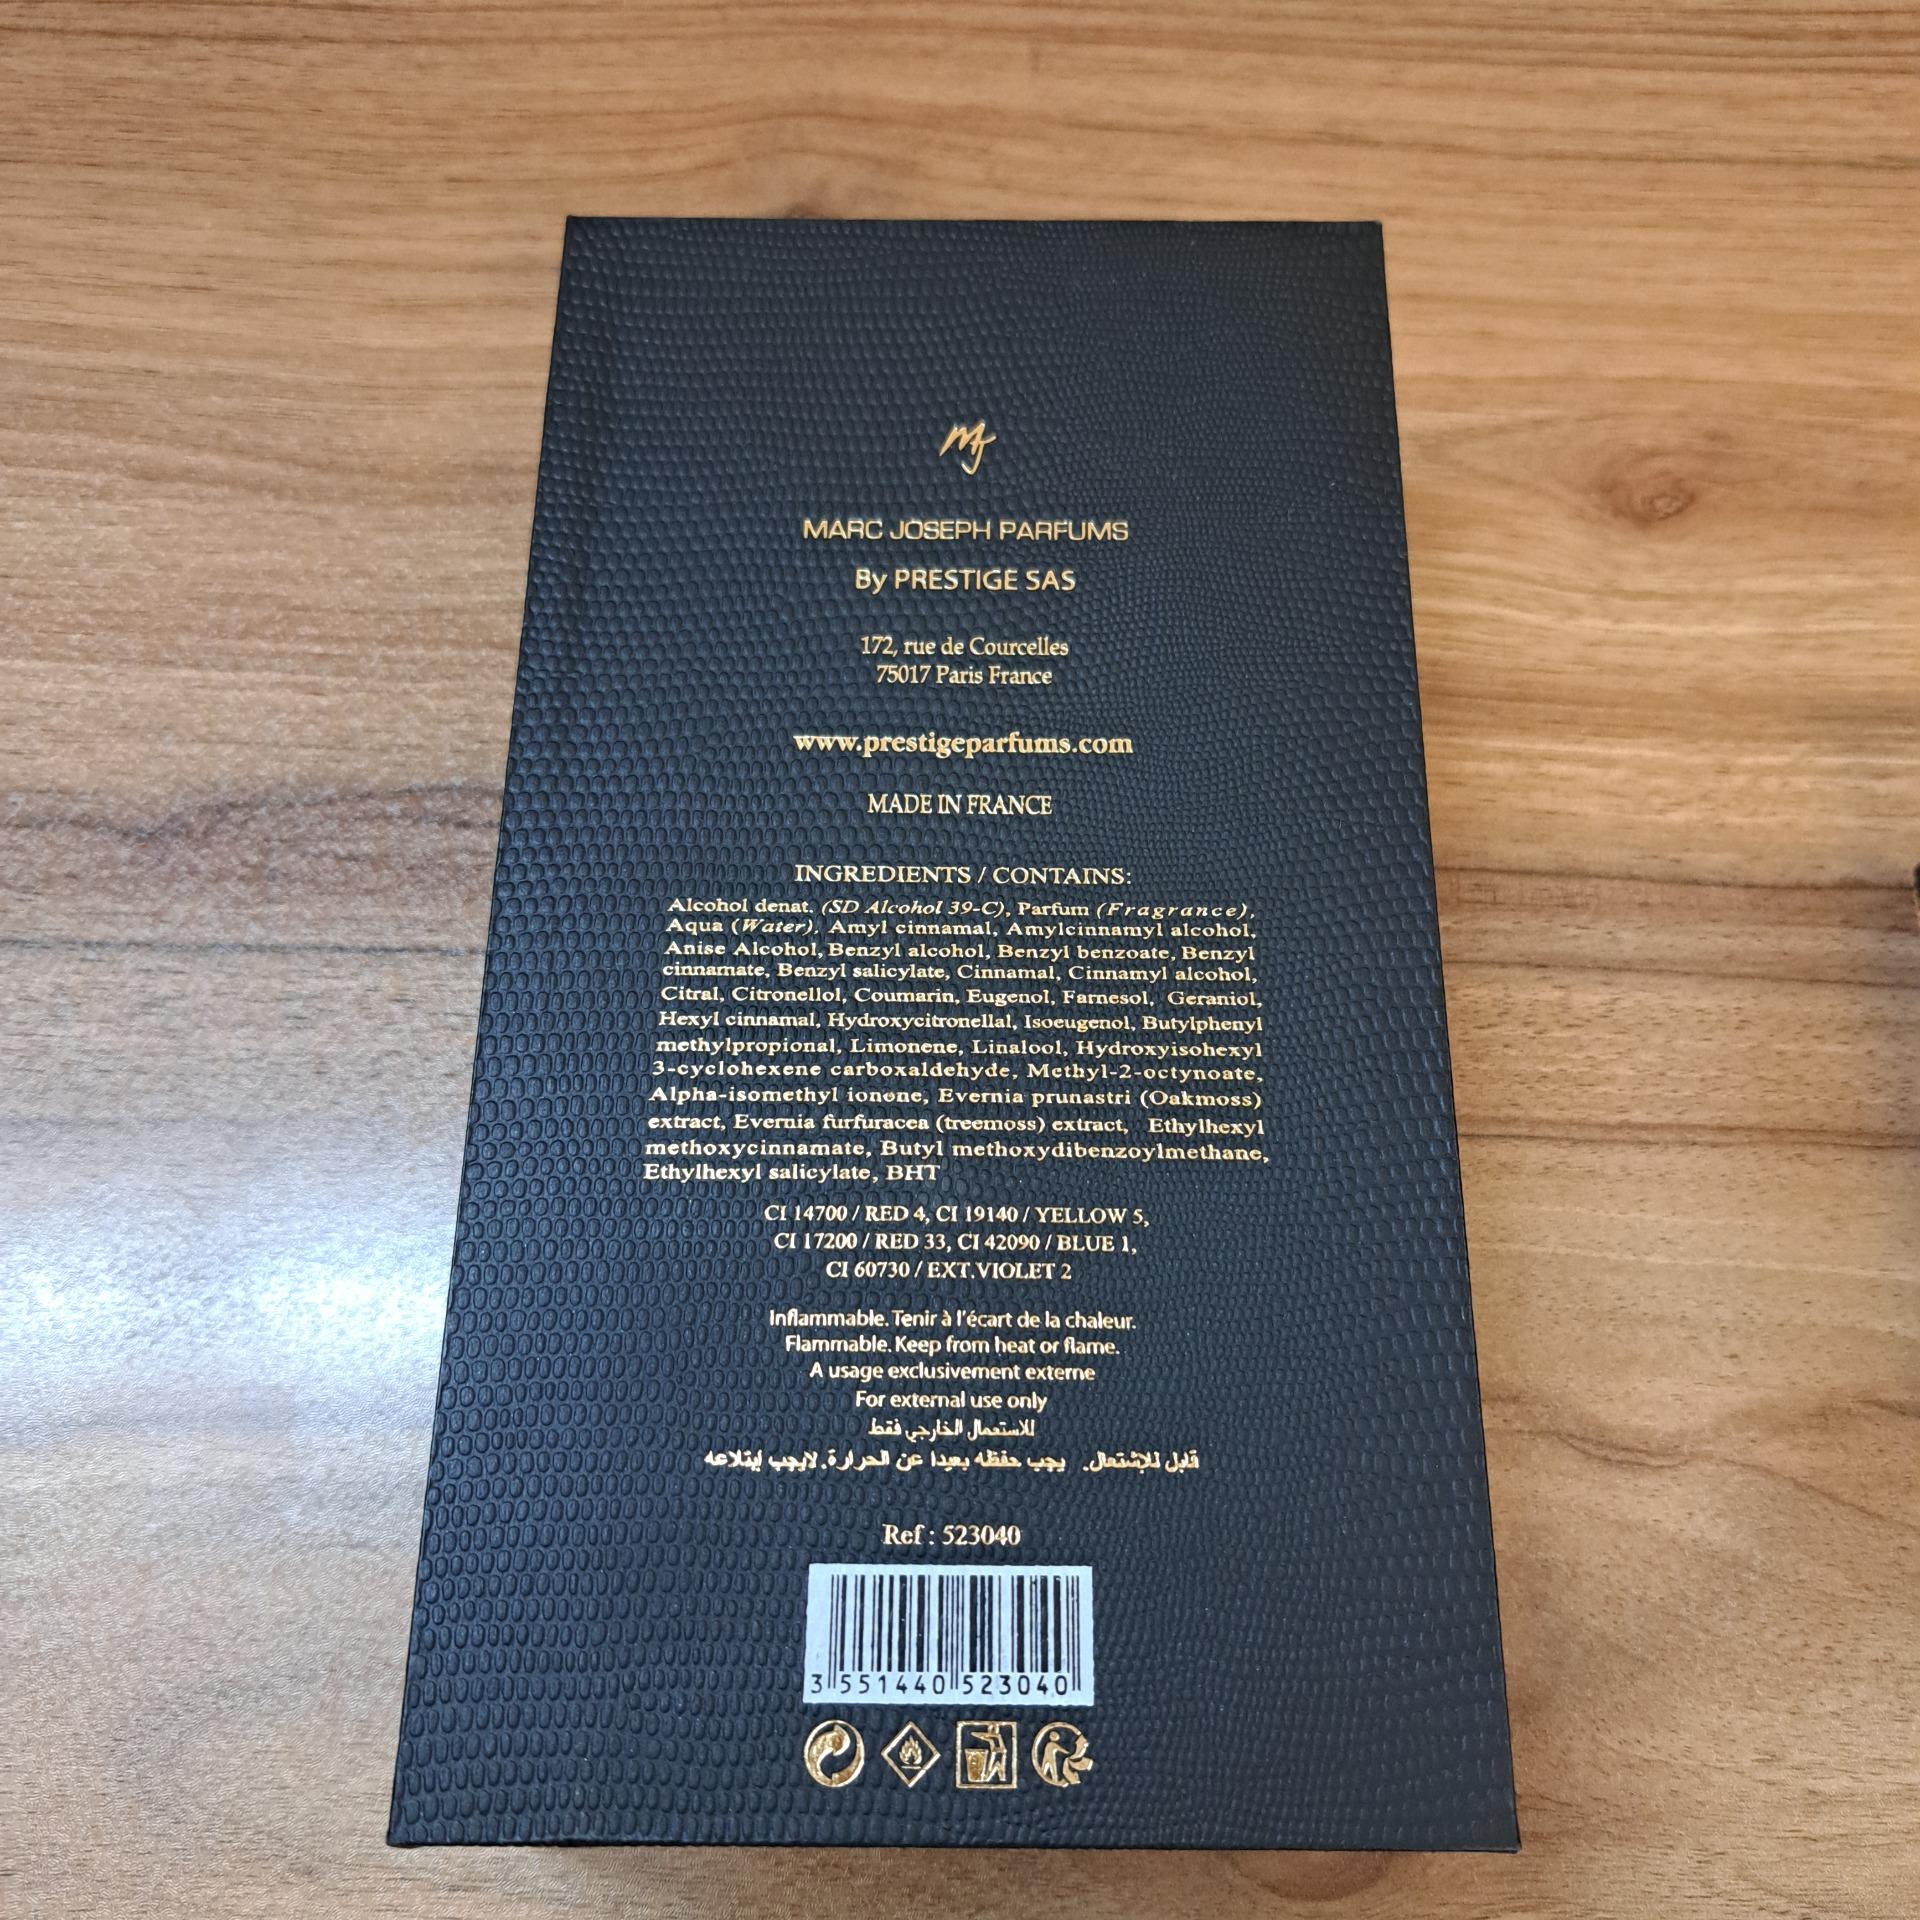 MJ
MARC JOSEPH PARFUMS
By PRESTIGE SAS
172, rue de Courcelles
75017 Paris France
www.prestigeparfums.com
MADE IN FRANCE
INGREDIENTS / CONTAINS:
Alcohol denat. (SD Alcohol 39-C), Parfum (Fragrance),
Aqua (Water). Amyl cinnamal, Amylcinnamyl alcohol,
Anise Alcohol, Benzyl alcohol, Benzyl benzoate, Benzyl
cinnamate, Benzyl salicylate, Cinnamal, Cinnamyl alcohol,
Citral, Citronellol, Coumarin, Eugenol, Farnesol, Geraniol,
Hexyl cinnamal, Hydroxycitronellal, Isoeugenol, Butylphenyl
methylpropional, Limonene, Linalool, Hydroxyisohexyl
3-cyclohexene carboxaldehyde, Methyl-2-octynoate,
Alpha-isomethyl ionone, Evernia prunastri (Oakmoss)
extract, Evernia furfuracea (treemoss) extract, Ethylhexyl
methoxycinnamate, Butyl methoxydibenzoylmethane,
Ethylhexyl salicylate, BHT
CI 14700 / RED 4, CI 19140 / YELLOW 5,
CI 17200 / RED 33, CI 42090 / BLUE 1,
CI 60730 / EXT.VIOLET 2
Inflammable. Tenir à l'écart de la chaleur.
Flammable. Keep from heat or flame.
A usage exclusivement externe
For external use only
للاستعمال الخارجي فقط
قابل للإشتعال. يجب حفظه بعيدا عن الحرارة. لايجب إبتلاعه
Ref : 523040
3 551440 523040